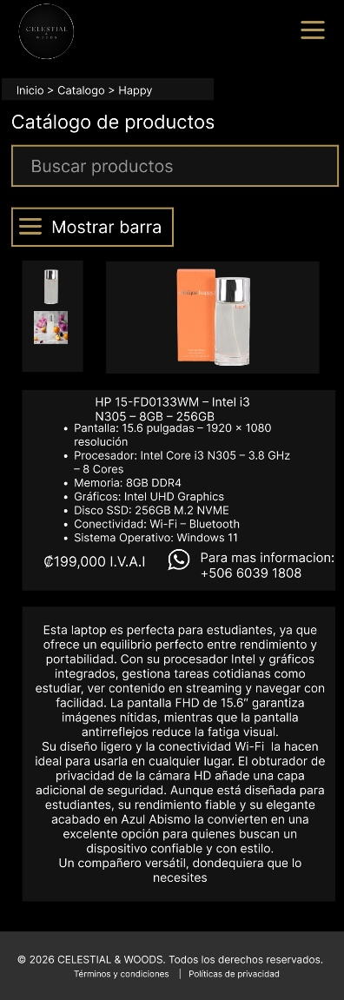 CELESTIAL
&
WOODS
Inicio > Catalogo > Happy
Catálogo de productos
Buscar productos
Mostrar barra
HP 15-FD0133WM – Intel i3
N305 – 8GB – 256GB
• Pantalla: 15.6 pulgadas – 1920 × 1080
resolución
• Procesador: Intel Core i3 N305 – 3.8 GHz
– 8 Cores
• Memoria: 8GB DDR4
• Gráficos: Intel UHD Graphics
• Disco SSD: 256GB M.2 NVME
• Conectividad: Wi-Fi – Bluetooth
• Sistema Operativo: Windows 11
₡199,000 I.V.A.I
Para mas informacion:
+506 6039 1808
Esta laptop es perfecta para estudiantes, ya que
ofrece un equilibrio perfecto entre rendimiento y
portabilidad. Con su procesador Intel y gráficos
integrados, gestiona tareas cotidianas como
estudiar, ver contenido en streaming y navegar con
facilidad. La pantalla FHD de 15.6” garantiza
imágenes nítidas, mientras que la pantalla
antirreflejos reduce la fatiga visual.
Su diseño ligero y la conectividad Wi-Fi  la hacen
ideal para usarla en cualquier lugar. El obturador de
privacidad de la cámara HD añade una capa
adicional de seguridad. Aunque está diseñada para
estudiantes, su rendimiento fiable y su elegante
acabado en Azul Abismo la convierten en una
excelente opción para quienes buscan un
dispositivo confiable y con estilo.
Un compañero versátil, dondequiera que lo
necesites
© 2026 CELESTIAL & WOODS. Todos los derechos reservados.
Términos y condiciones | Políticas de privacidad